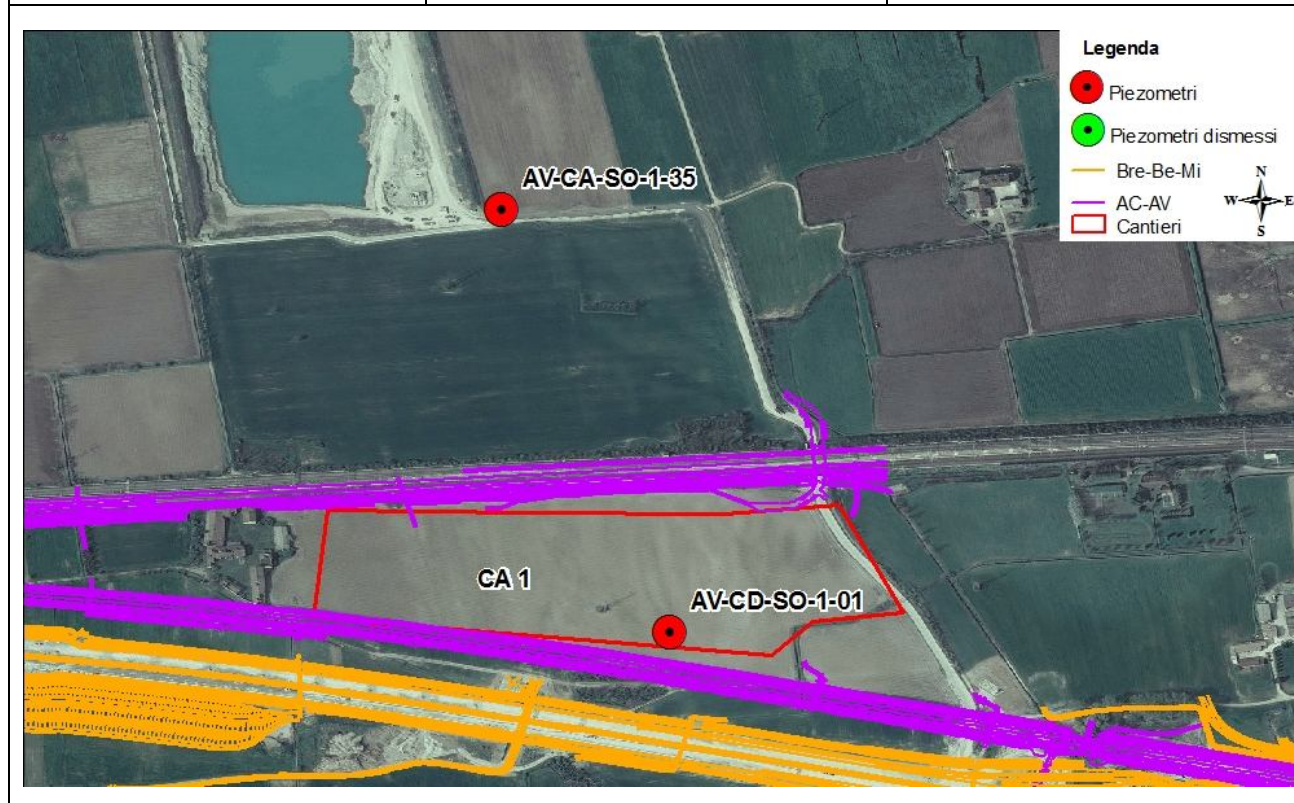 Legenda
Piezometri
Piezometri dismessi
Bre-Be-Mi
AC-AV
Cantieri
N
W E
S
AV-CA-SO-1-35
CA 1
AV-CD-SO-1-01